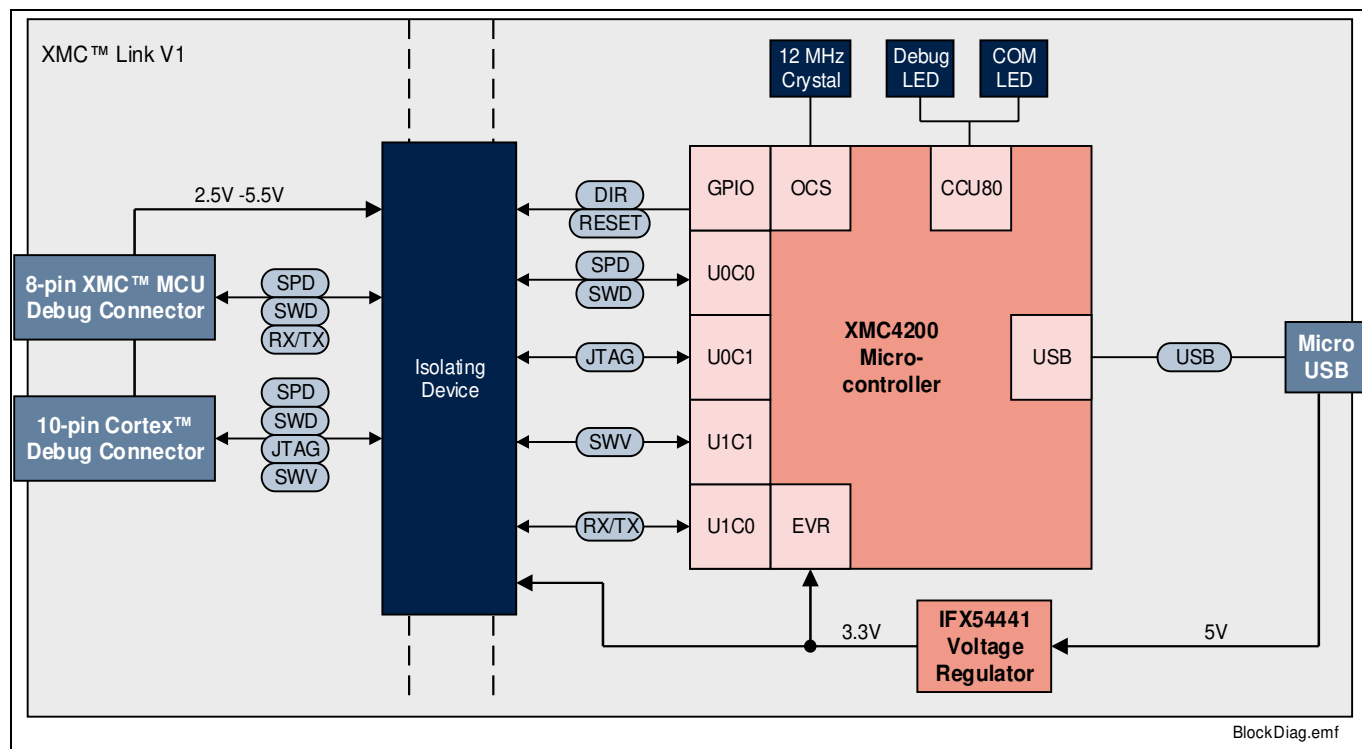 XMC™ Link V1
12 MHz
Crystal
Debug
LED
COM
LED
2.5V -5.5V
8-pin XMC™ MCU
Debug Connector
SPD
SWD
RX/TX
10-pin Cortex™
Debug Connector
SPD
SWD
JTAG
SWV
Isolating
Device
DIR
RESET
SPD
SWD
JTAG
SWV
RX/TX
GPIO
OCS
CCU80
U0C0
U0C1
U1C1
U1C0
EVR
XMC4200
Micro-
controller
USB
USB
Micro
USB
3.3V
IFX54441
Voltage
Regulator
5V
BlockDiag.emf